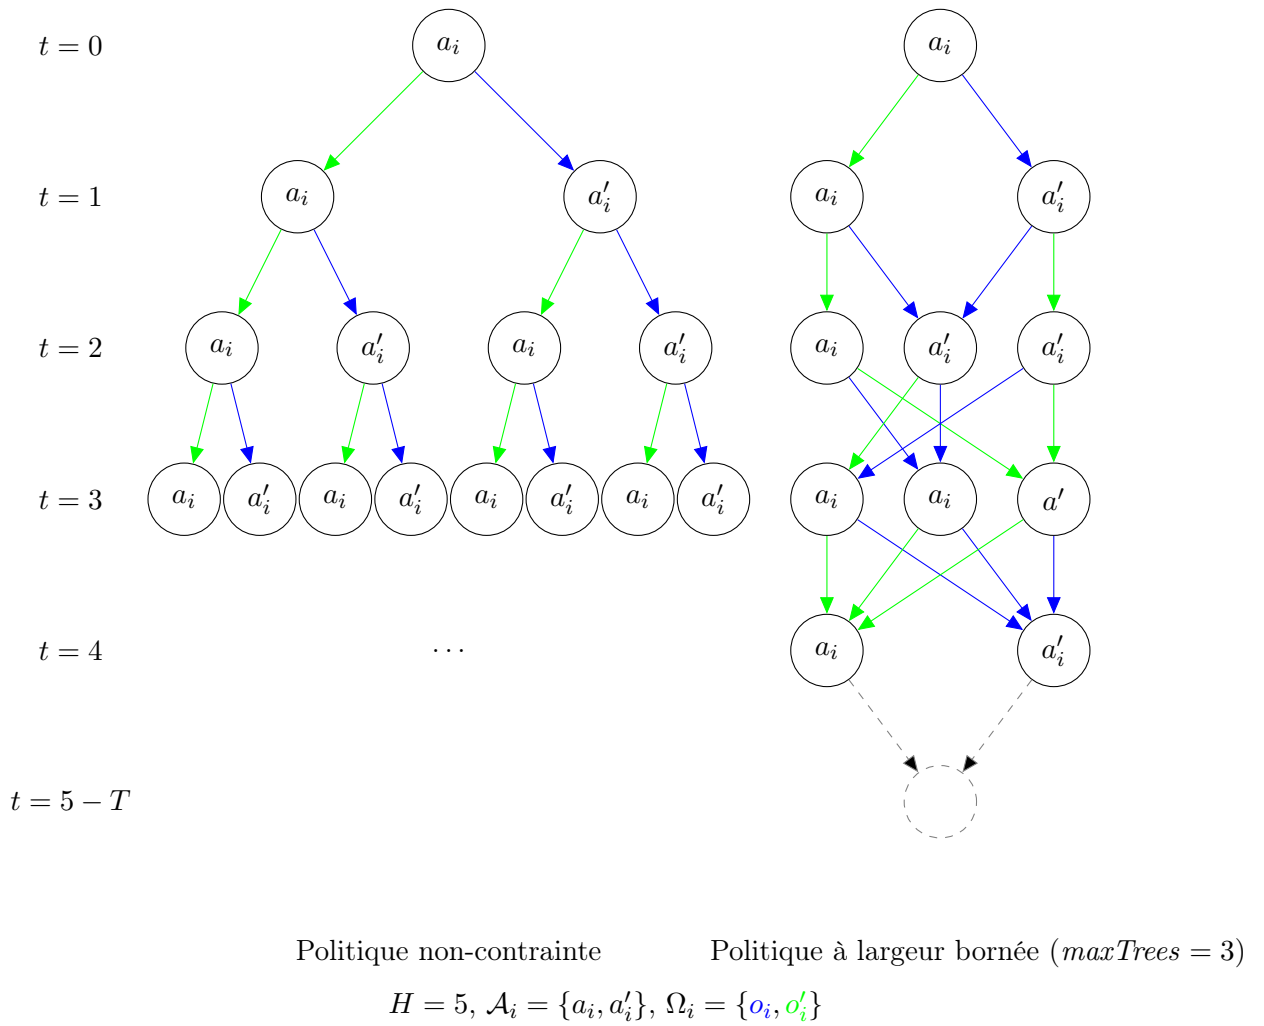 t = 0 a_i a_i
t = 1 a_i a′_i a_i a′_i
t = 2 a_i a′_i a_i a′_i a_i a′_i a′_i
t = 3 a_i a′_i a_i a′_i a_i a′_i a_i a′_i a_i a_i a′
t = 4 ⋯ a_i a′_i
t = 5 − T
Politique non-contrainte Politique à largeur bornée (maxTrees = 3)
H = 5, 𝒜_i = {a_i, a′_i}, Ω_i = {o_i, o′_i}